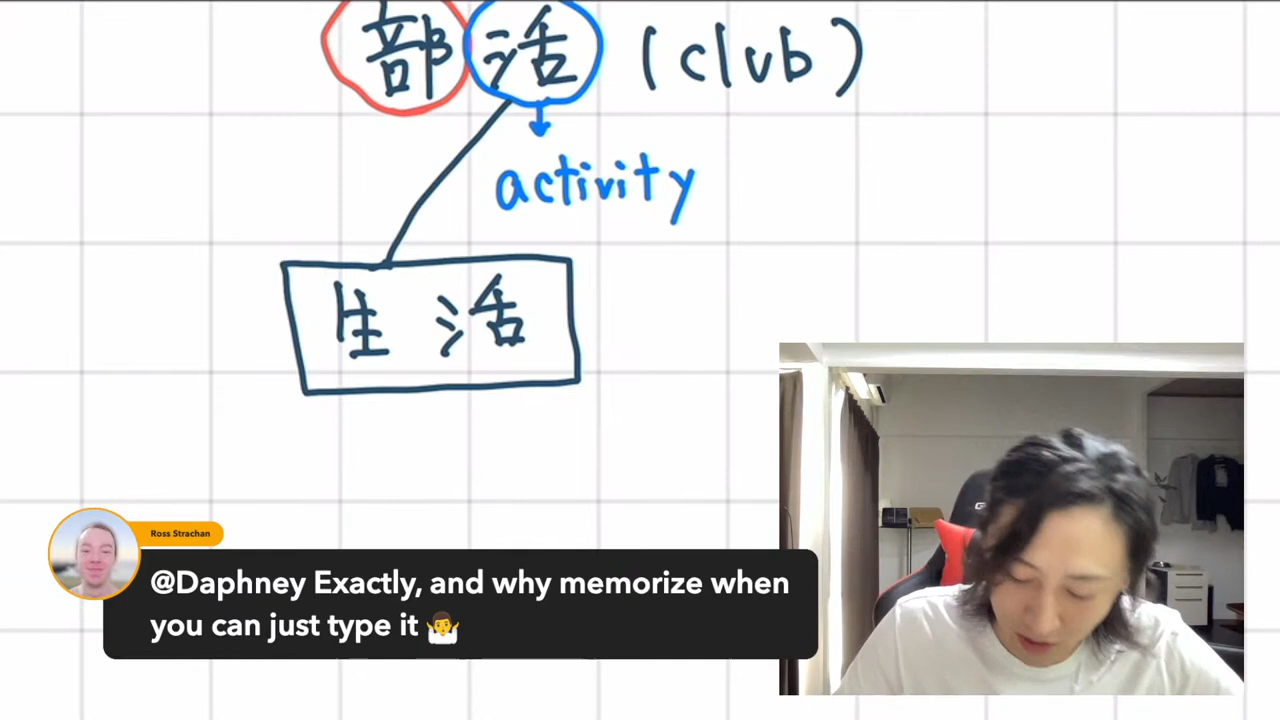 部活 (club)
activity
生活
Ross Strachan
@Daphney Exactly, and why memorize when
you can just type it 🤷‍♂️